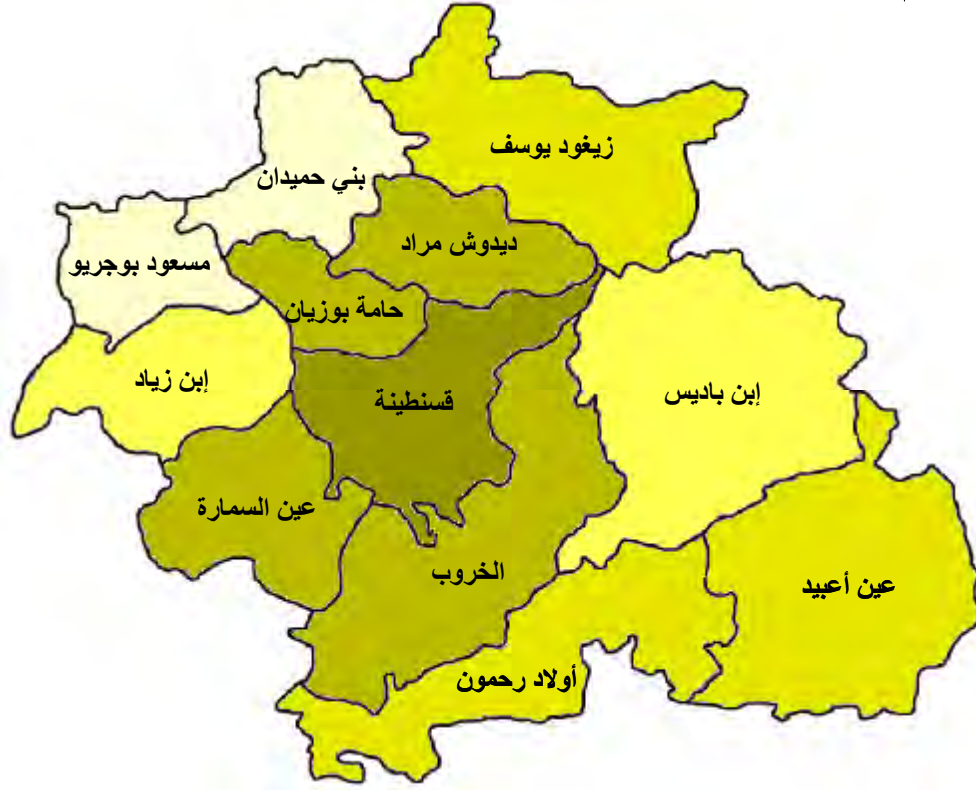 زيغود يوسف
بني حميدان
ديدوش مراد
مسعود بوجريو
حامة بوزيان
إبن زياد
قسنطينة
إبن باديس
عين السمارة
الخروب
عين أعبيد
أولاد رحمون